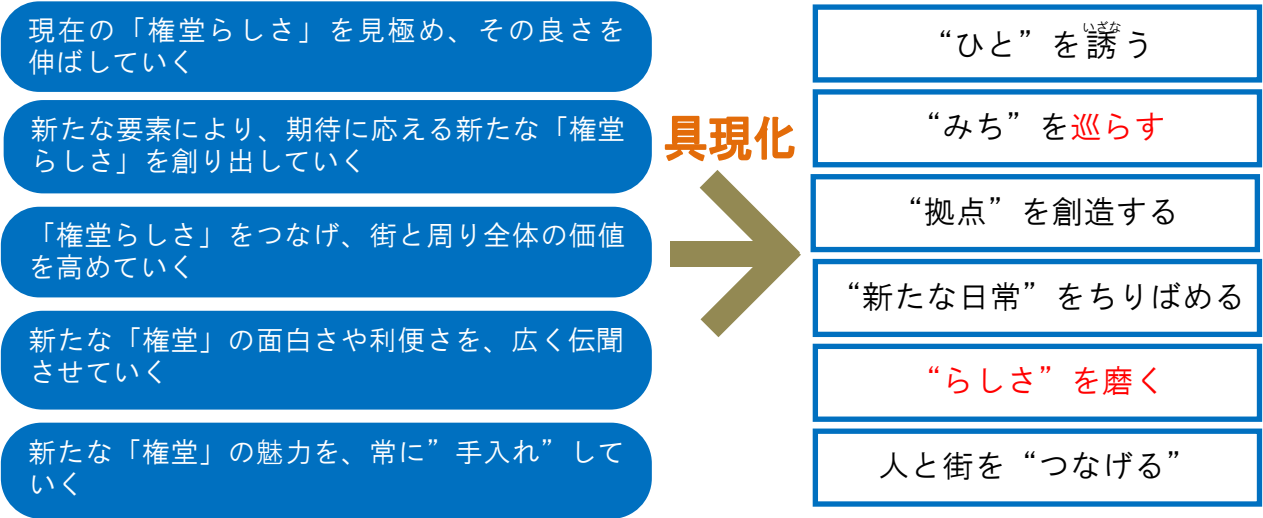 現在の「権堂らしさ」を見極め、その良さを
伸ばしていく
新たな要素により、期待に応える新たな「権堂
らしさ」を創り出していく
「権堂らしさ」をつなげ、街と周り全体の価値
を高めていく
新たな「権堂」の面白さや利便さを、広く伝聞
させていく
新たな「権堂」の魅力を、常に”手入れ”して
いく
具現化
いざな
“ひと”を誘う
“みち”を巡らす
“拠点”を創造する
“新たな日常”をちりばめる
“らしさ”を磨く
人と街を“つなげる”